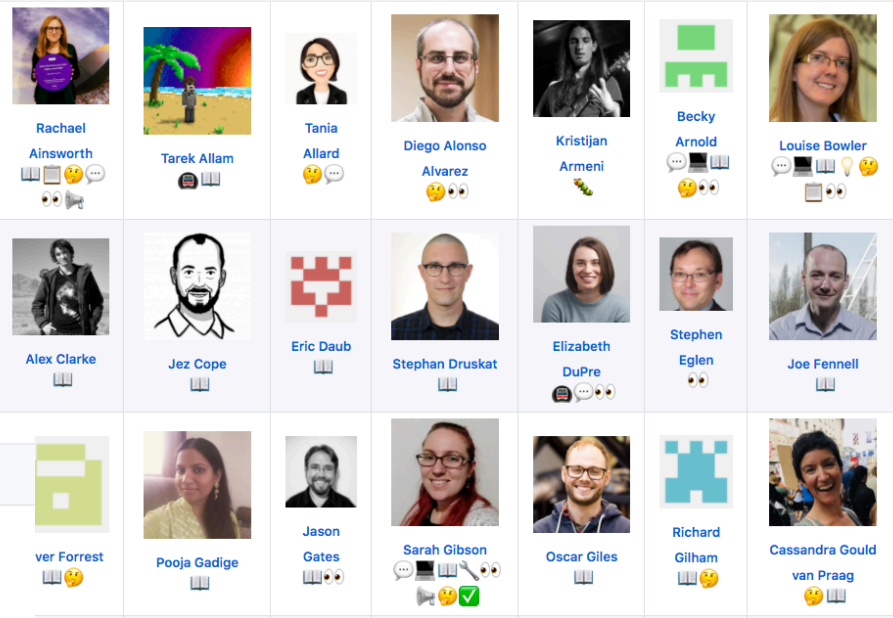 Rachael
Ainsworth
Tarek Allam
Tania
Allard
Diego Alonso
Alvarez
Kristijan
Armeni
Becky
Arnold
Louise Bowler
Alex Clarke
Jez Cope
Eric Daub
Stephan Druskat
Elizabeth
DuPre
Stephen
Eglen
Joe Fennell
ver Forrest
Pooja Gadige
Jason
Gates
Sarah Gibson
Oscar Giles
Richard
Gilham
Cassandra Gould
van Praag